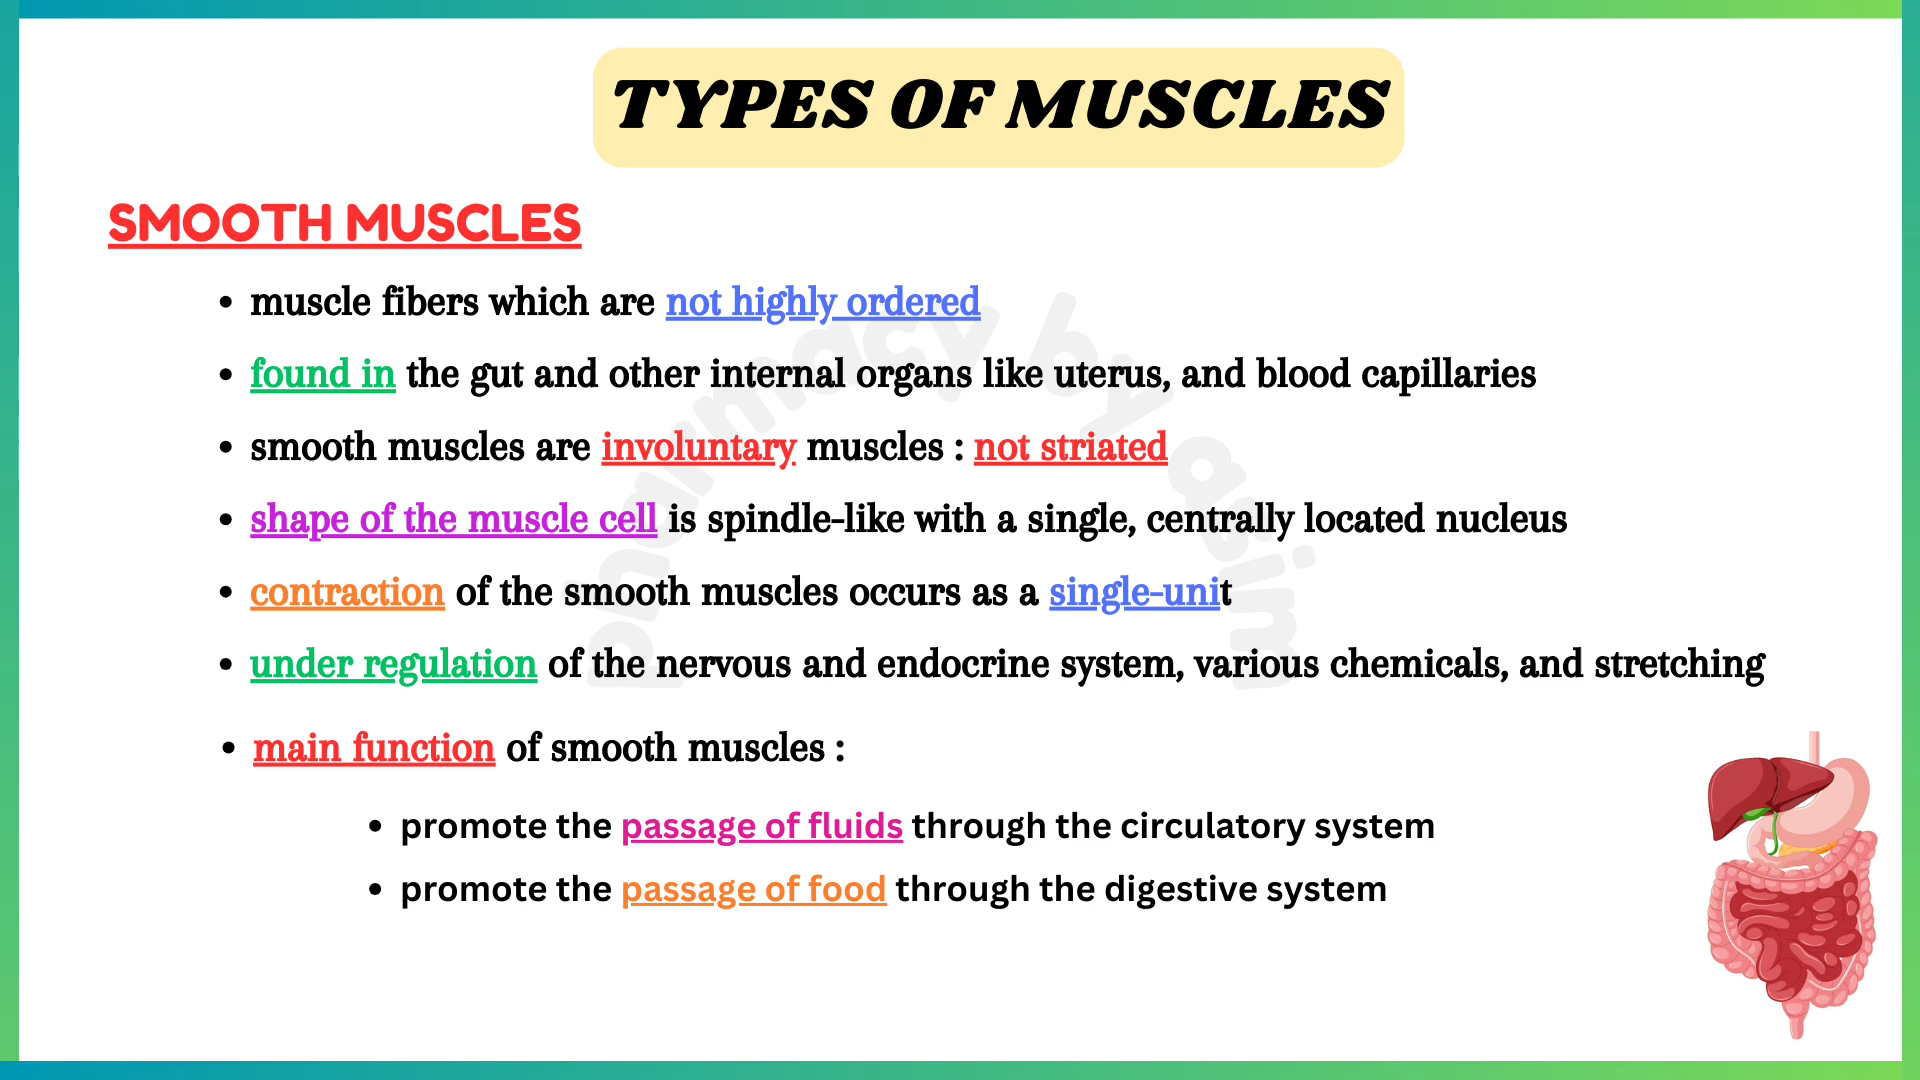 TYPES OF MUSCLES
SMOOTH MUSCLES
• muscle fibers which are not highly ordered
• found in the gut and other internal organs like uterus, and blood capillaries
• smooth muscles are involuntary muscles : not striated
• shape of the muscle cell is spindle-like with a single, centrally located nucleus
• contraction of the smooth muscles occurs as a single-unit
• under regulation of the nervous and endocrine system, various chemicals, and stretching
• main function of smooth muscles :
• promote the passage of fluids through the circulatory system
• promote the passage of food through the digestive system
pharmacy by asim